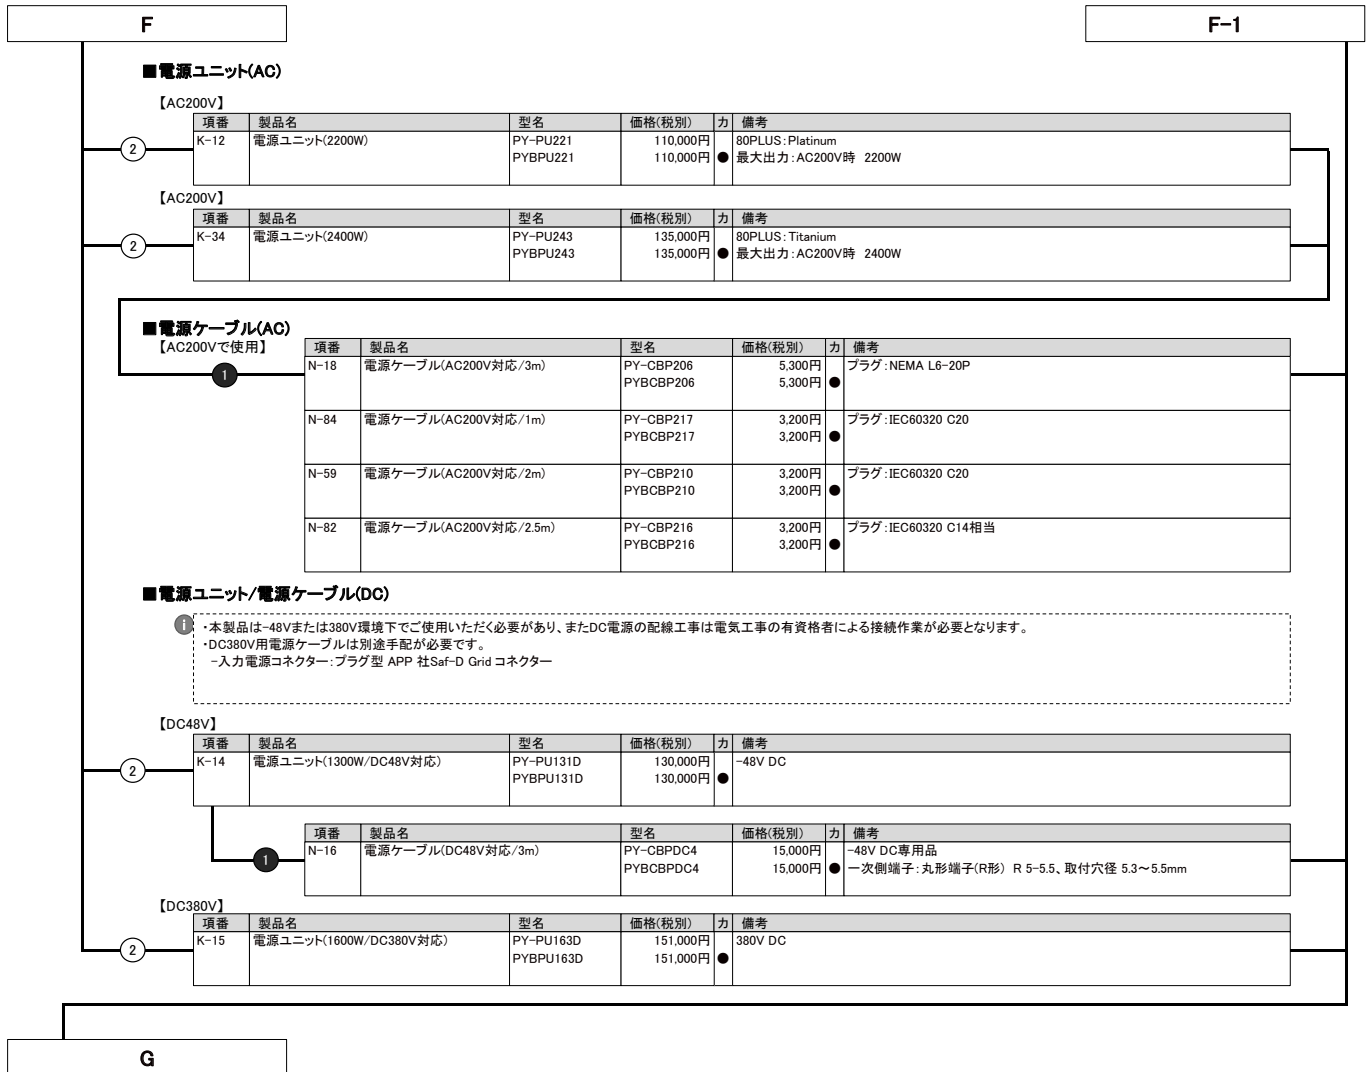 F
F-1
■電源ユニット(AC)
【AC200V】
項番 製品名 型名 価格(税別) カ 備考
② K-12 電源ユニット(2200W) PY-PU221 110,000円 80PLUS:Platinum
PYBPU221 110,000円 ● 最大出力:AC200V時 2200W
【AC200V】
項番 製品名 型名 価格(税別) カ 備考
② K-34 電源ユニット(2400W) PY-PU243 135,000円 80PLUS:Titanium
PYBPU243 135,000円 ● 最大出力:AC200V時 2400W
■電源ケーブル(AC)
【AC200Vで使用】
項番 製品名 型名 価格(税別) カ 備考
❶ N-18 電源ケーブル(AC200V対応/3m) PY-CBP206 5,300円 プラグ:NEMA L6-20P
PYBCBP206 5,300円 ●
N-84 電源ケーブル(AC200V対応/1m) PY-CBP217 3,200円 プラグ:IEC60320 C20
PYBCBP217 3,200円 ●
N-59 電源ケーブル(AC200V対応/2m) PY-CBP210 3,200円 プラグ:IEC60320 C20
PYBCBP210 3,200円 ●
N-82 電源ケーブル(AC200V対応/2.5m) PY-CBP216 3,200円 プラグ:IEC60320 C14相当
PYBCBP216 3,200円 ●
■電源ユニット/電源ケーブル(DC)
i ・本製品は-48Vまたは380V環境下でご使用いただく必要があり、またDC電源の配線工事は電気工事の有資格者による接続作業が必要となります。
・DC380V用電源ケーブルは別途手配が必要です。
-入力電源コネクター:プラグ型 APP 社Saf-D Grid コネクター
【DC48V】
項番 製品名 型名 価格(税別) カ 備考
② K-14 電源ユニット(1300W/DC48V対応) PY-PU131D 130,000円 -48V DC
PYBPU131D 130,000円 ●
項番 製品名 型名 価格(税別) カ 備考
❶ N-16 電源ケーブル(DC48V対応/3m) PY-CBPDC4 15,000円 -48V DC専用品
PYBCBPDC4 15,000円 ● 一次側端子:丸形端子(R形) R 5-5.5、取付穴径 5.3～5.5mm
【DC380V】
項番 製品名 型名 価格(税別) カ 備考
② K-15 電源ユニット(1600W/DC380V対応) PY-PU163D 151,000円 380V DC
PYBPU163D 151,000円 ●
G